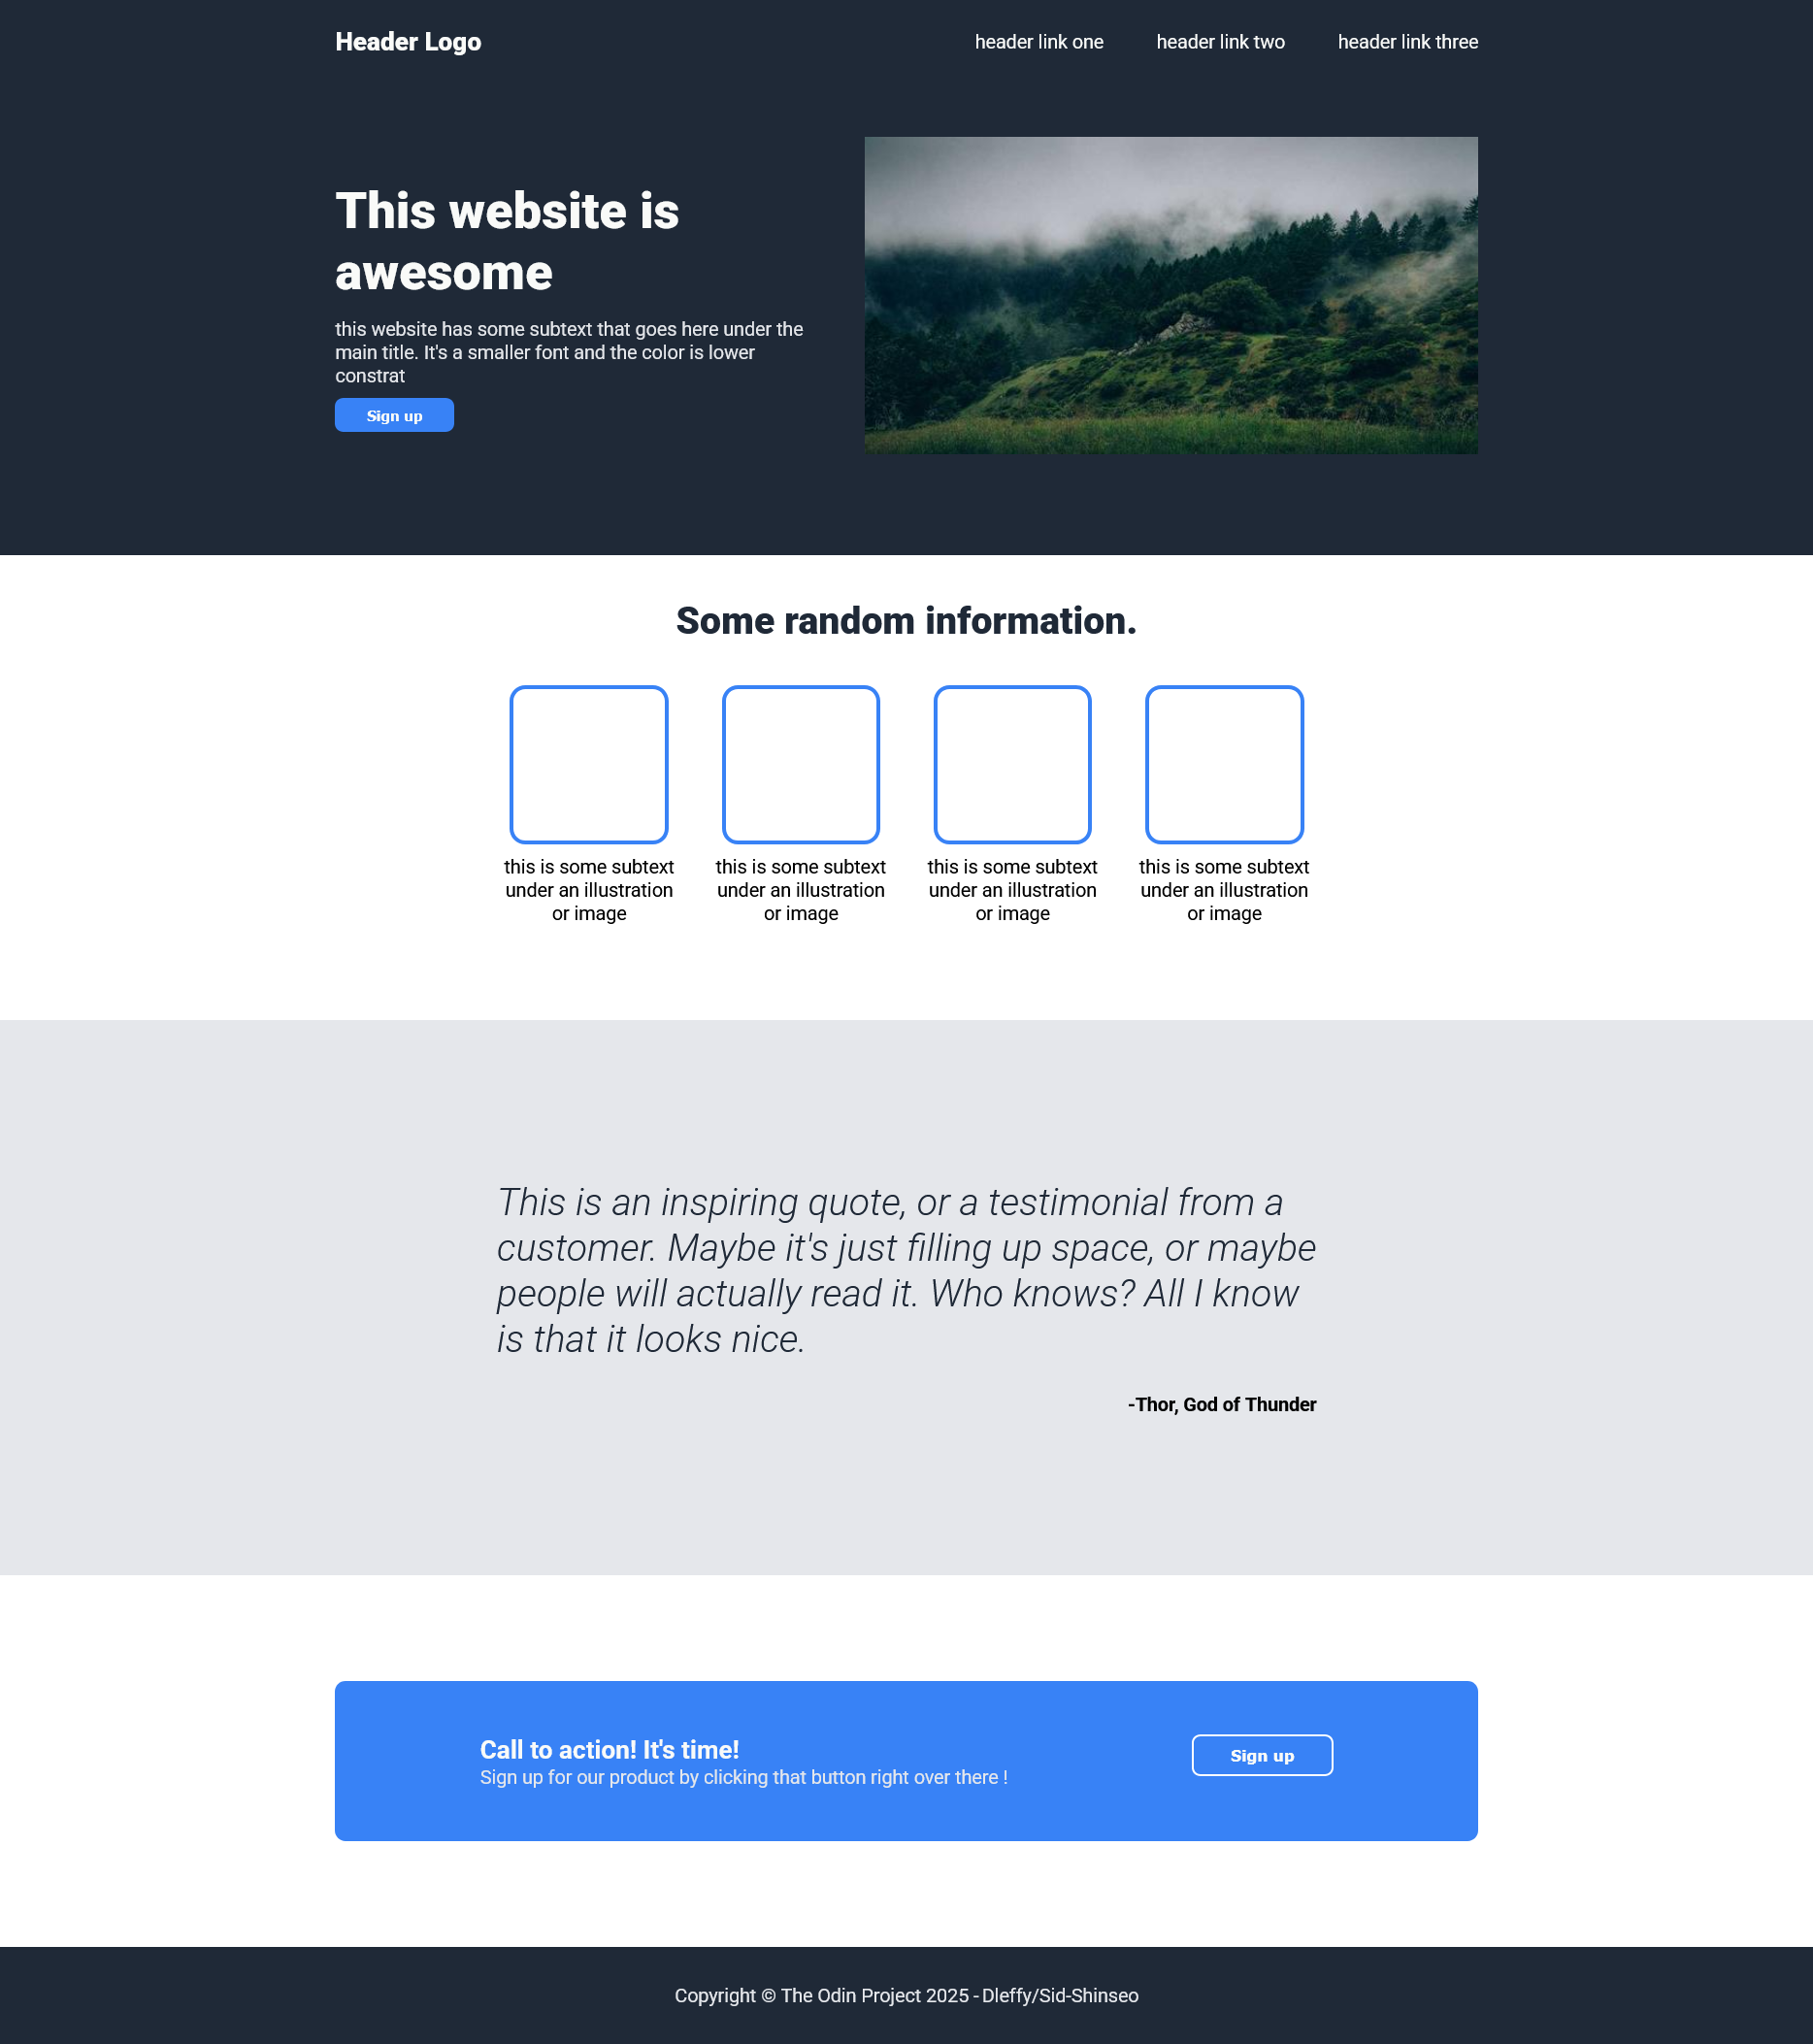 Header Logo
header link one
header link two
header link three
This website is
awesome
this website has some subtext that goes here under the
main title. It's a smaller font and the color is lower
constrat
Sign up
Some random information.
this is some subtext
under an illustration
or image
this is some subtext
under an illustration
or image
this is some subtext
under an illustration
or image
this is some subtext
under an illustration
or image
This is an inspiring quote, or a testimonial from a
customer. Maybe it's just filling up space, or maybe
people will actually read it. Who knows? All I know
is that it looks nice.
-Thor, God of Thunder
Call to action! It's time!
Sign up for our product by clicking that button right over there !
Sign up
Copyright © The Odin Project 2025 - Dleffy/Sid-Shinseo